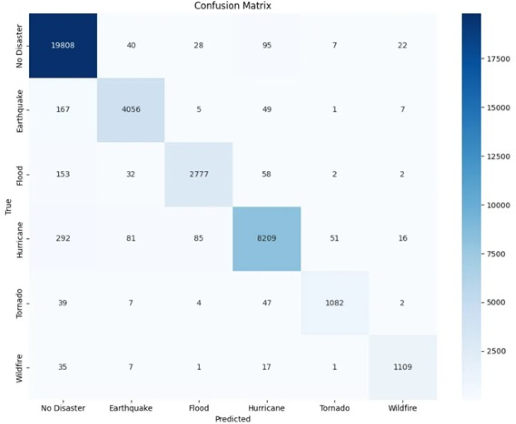 Confusion Matrix
No Disaster 19808 40 28 95 7 22
Earthquake 167 4056 5 49 1 7
Flood 153 32 2777 58 2 2
Hurricane 292 81 85 8209 51 16
Tornado 39 7 4 47 1082 2
Wildfire 35 7 1 17 1 1109
True
No Disaster Earthquake Flood Hurricane Tornado Wildfire
Predicted
17500
15000
12500
10000
7500
5000
2500